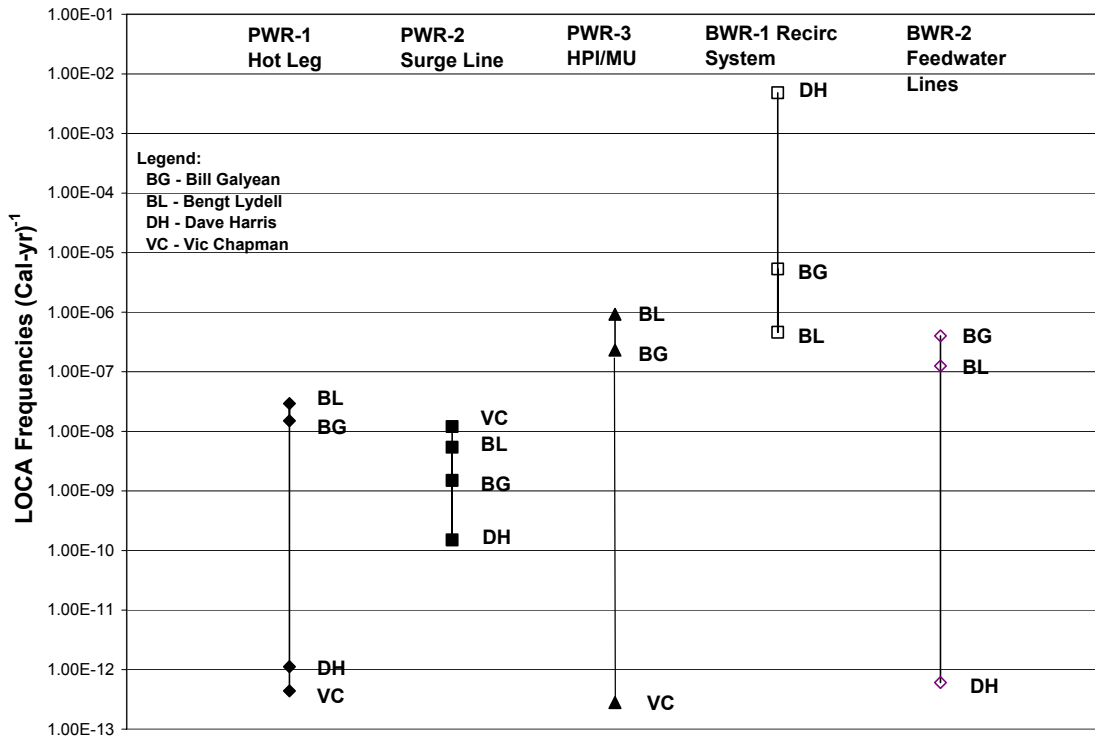 PWR-1
Hot Leg
PWR-2
Surge Line
PWR-3
HPI/MU
BWR-1 Recirc
System
BWR-2
Feedwater
Lines
LOCA Frequencies (Cal-yr)-1
1.00E-01
1.00E-02
1.00E-03
1.00E-04
1.00E-05
1.00E-06
1.00E-07
1.00E-08
1.00E-09
1.00E-10
1.00E-11
1.00E-12
1.00E-13
Legend:
BG - Bill Galyean
BL - Bengt Lydell
DH - Dave Harris
VC - Vic Chapman
BL
BG
DH
VC
VC
BL
BG
DH
BL
BG
VC
DH
BG
BL
BG
BL
DH